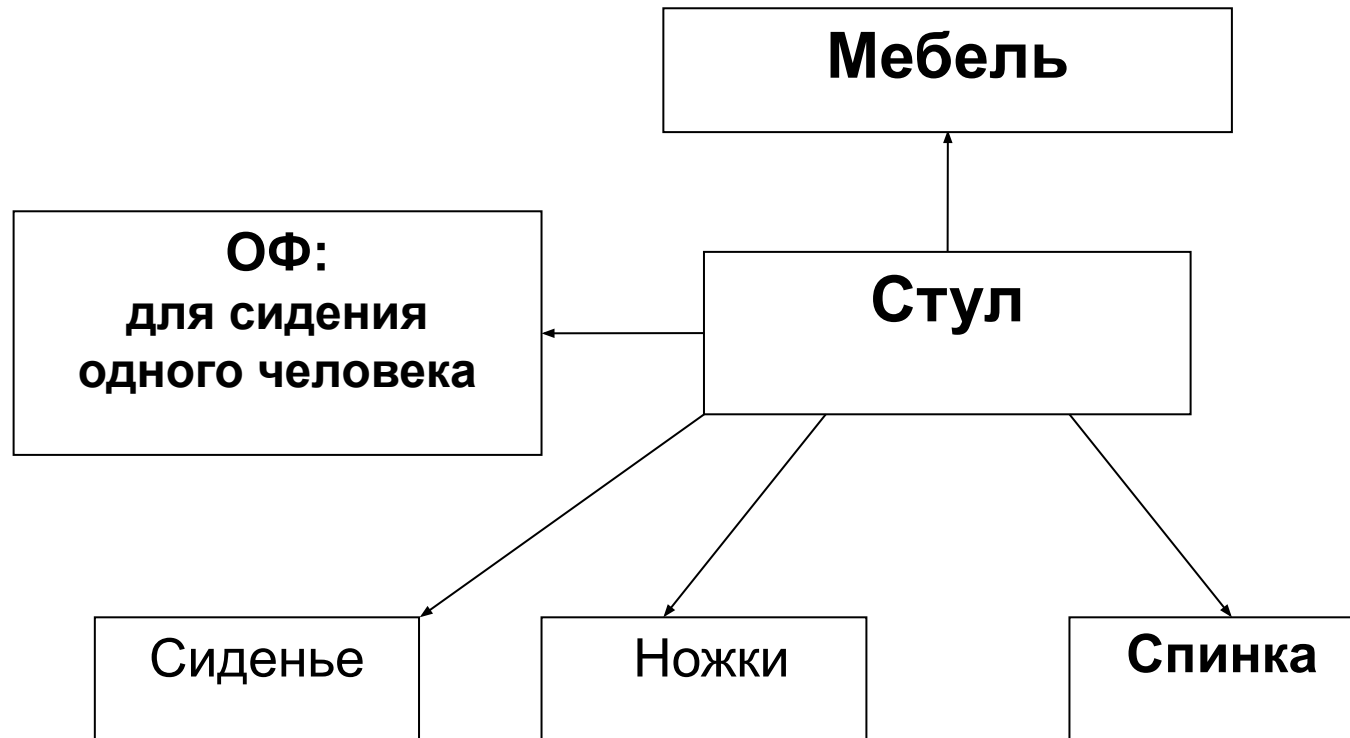 Мебель
ОФ:
для сидения
одного человека
Стул
Сиденье
Ножки
Спинка